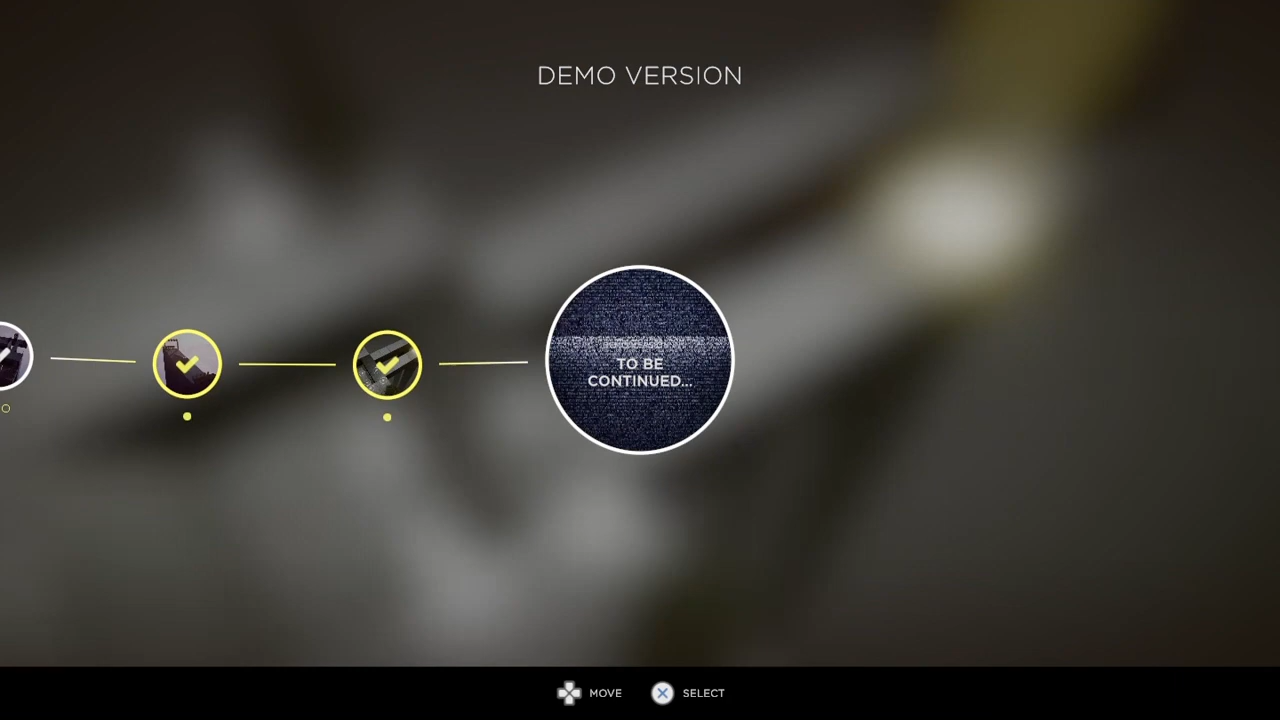 DEMO VERSION
TO BE
CONTINUED...
MOVE
SELECT